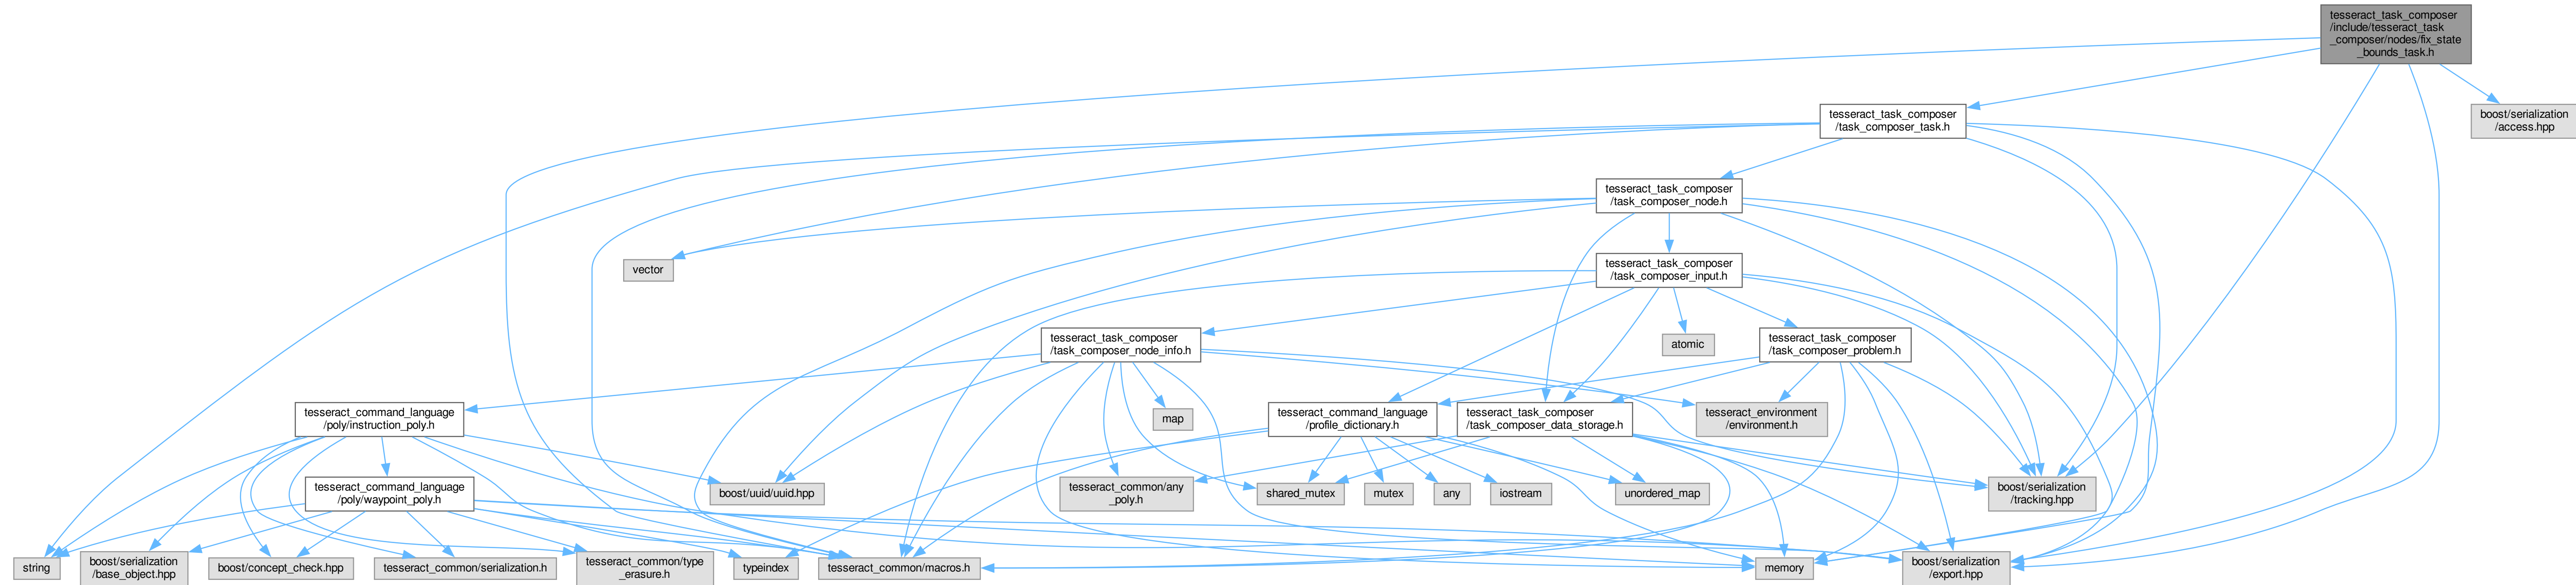 tesseract_task_composer
/include/tesseract_task
_composer/nodes/fix_state
_bounds_task.h
tesseract_task_composer
/task_composer_task.h
boost/serialization
/access.hpp
tesseract_task_composer
/task_composer_node.h
vector
tesseract_task_composer
/task_composer_input.h
tesseract_task_composer
/task_composer_node_info.h
atomic
tesseract_task_composer
/task_composer_problem.h
tesseract_command_language
/poly/instruction_poly.h
map
tesseract_command_language
/profile_dictionary.h
tesseract_task_composer
/task_composer_data_storage.h
tesseract_environment
/environment.h
tesseract_command_language
/poly/waypoint_poly.h
boost/uuid/uuid.hpp
tesseract_common/any
_poly.h
shared_mutex
mutex
any
iostream
unordered_map
boost/serialization
/tracking.hpp
string
boost/serialization
/base_object.hpp
boost/concept_check.hpp
tesseract_common/serialization.h
tesseract_common/type
_erasure.h
typeindex
tesseract_common/macros.h
memory
boost/serialization
/export.hpp